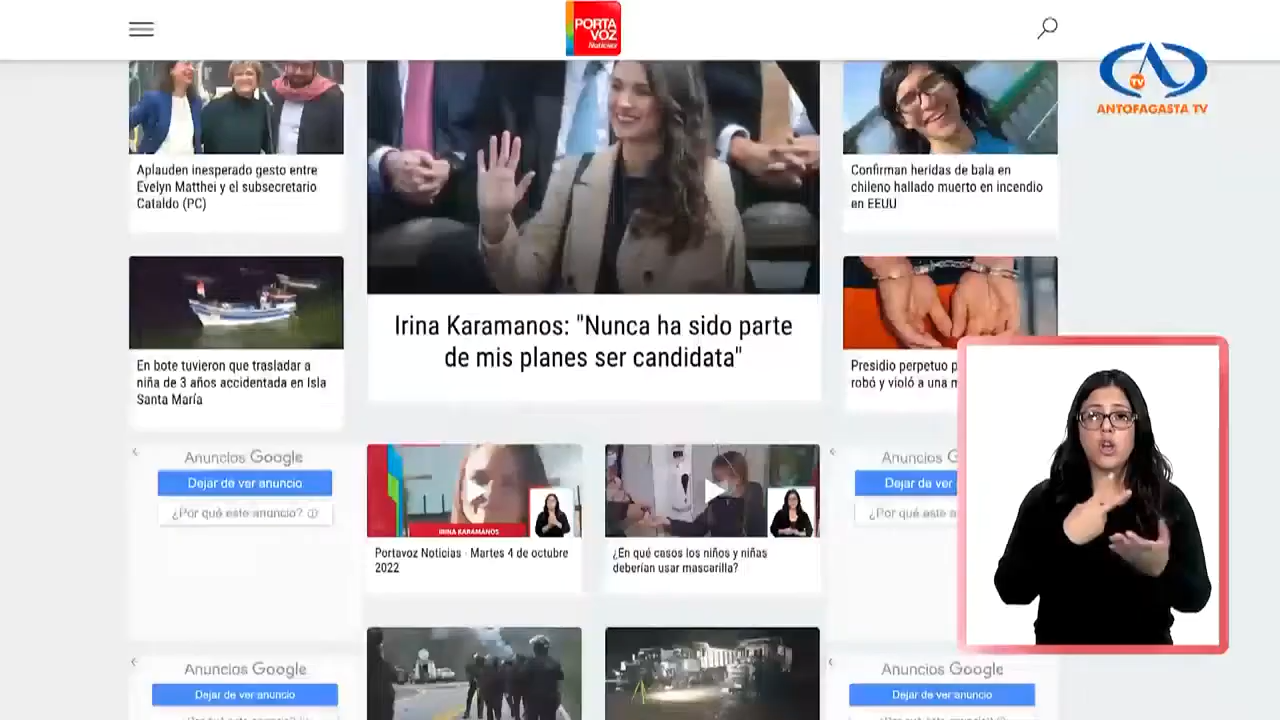 PORTA
VOZ
Noticias
TV
ANTOFAGASTA TV
Aplauden inesperado gesto entre
Evelyn Matthei y el subsecretario
Cataldo (PC)
Confirman heridas de bala en
chileno hallado muerto en incendio
en EEUU
Irina Karamanos: "Nunca ha sido parte
de mis planes ser candidata"
En bote tuvieron que trasladar a
niña de 3 años accidentada en Isla
Santa María
Presidio perpetuo p
robó y violó a una m
Anuncios Google
Dejar de ver anuncio
¿Por qué este anuncio?
IRINA KARAMANOS
Portavoz Noticias - Martes 4 de octubre
2022
¿En qué casos los niños y niñas
deberían usar mascarilla?
Anuncios G
Dejar de ver
¿Por qué este a
Anuncios Google
Dejar de ver anuncio
Anuncios Google
Dejar de ver anuncio